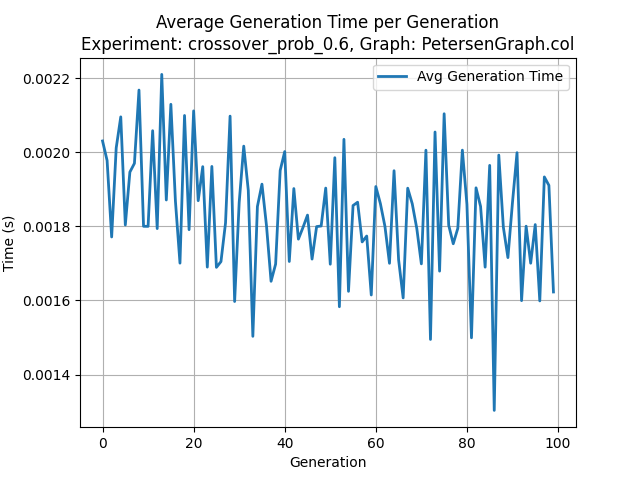 Average Generation Time per Generation
Experiment: crossover_prob_0.6, Graph: PetersenGraph.col
Avg Generation Time
Time (s)
0.0022
0.0020
0.0018
0.0016
0.0014
0 20 40 60 80 100
Generation